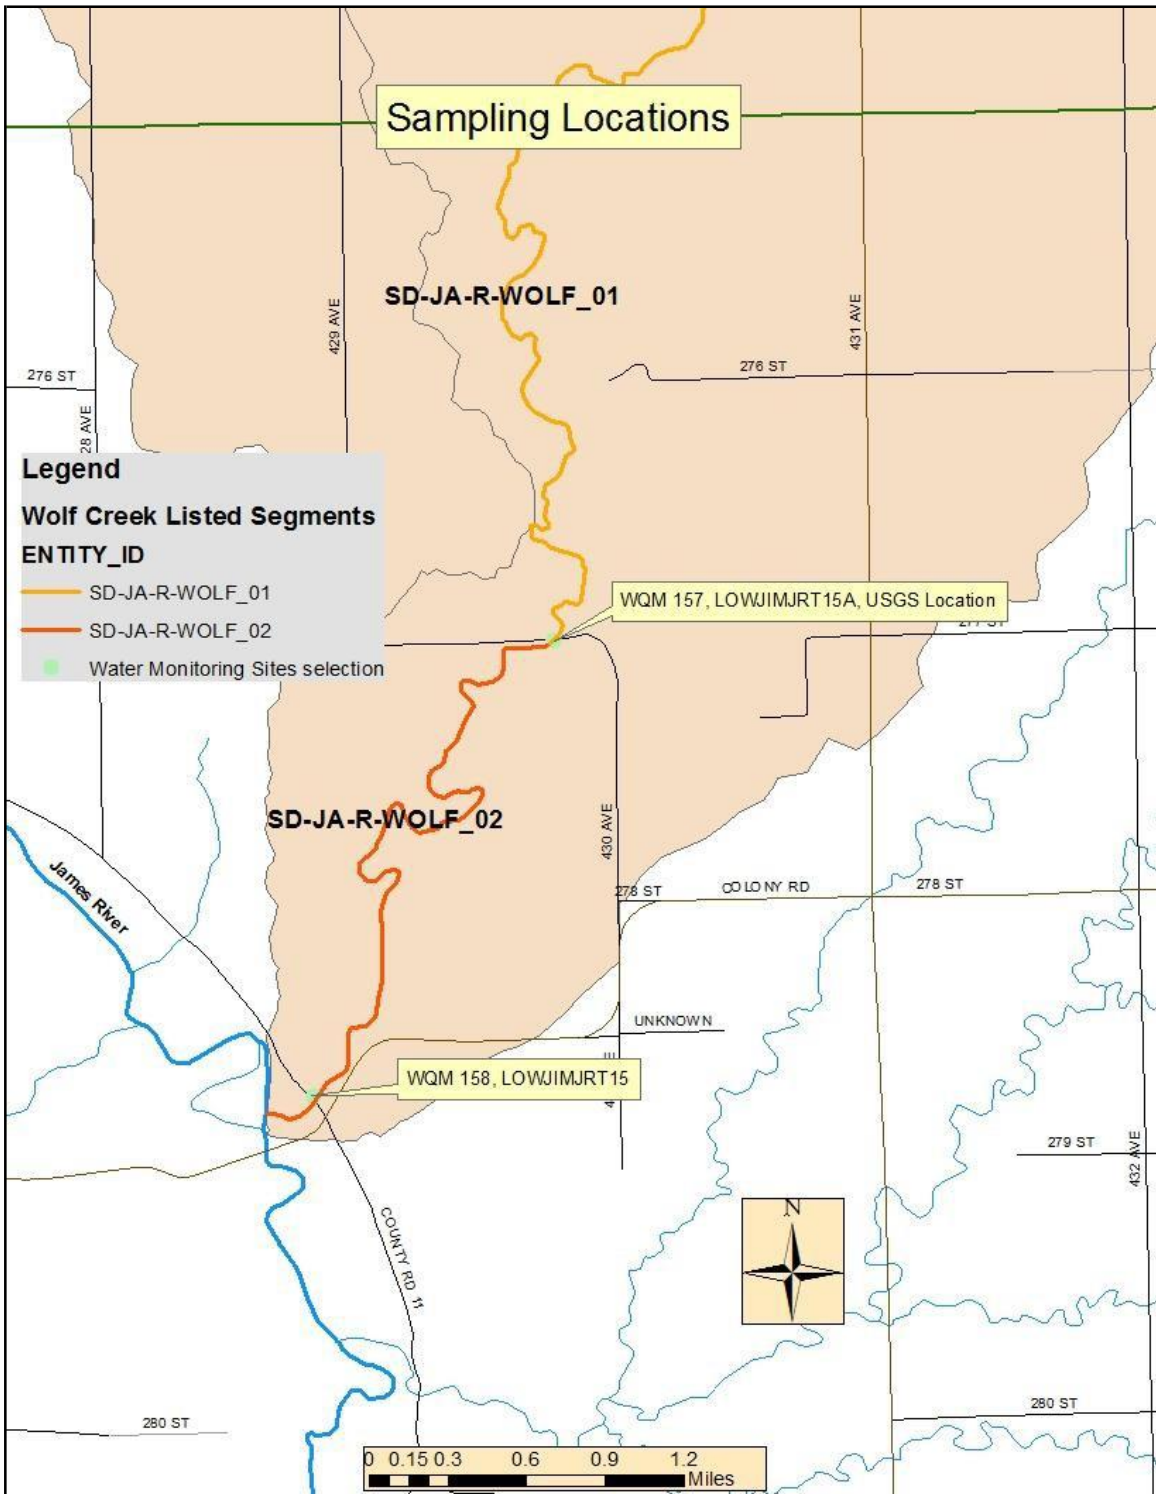 Sampling Locations
SD-JA-R-WOLF_01
429 AVE
431 AVE
276 ST
276 ST
28 AVE
Legend
Wolf Creek Listed Segments
ENTITY_ID
SD-JA-R-WOLF_01
SD-JA-R-WOLF_02
Water Monitoring Sites selection
WQM 157, LOWJIMJRT15A, USGS Location
277 ST
SD-JA-R-WOLF_02
430 AVE
James River
278 ST
COLONY RD
278 ST
UNKNOWN
WQM 158, LOWJIMJRT15
279 ST
432 AVE
N
COUNTY RD 11
280 ST
280 ST
0 0.15 0.3 0.6 0.9 1.2
Miles